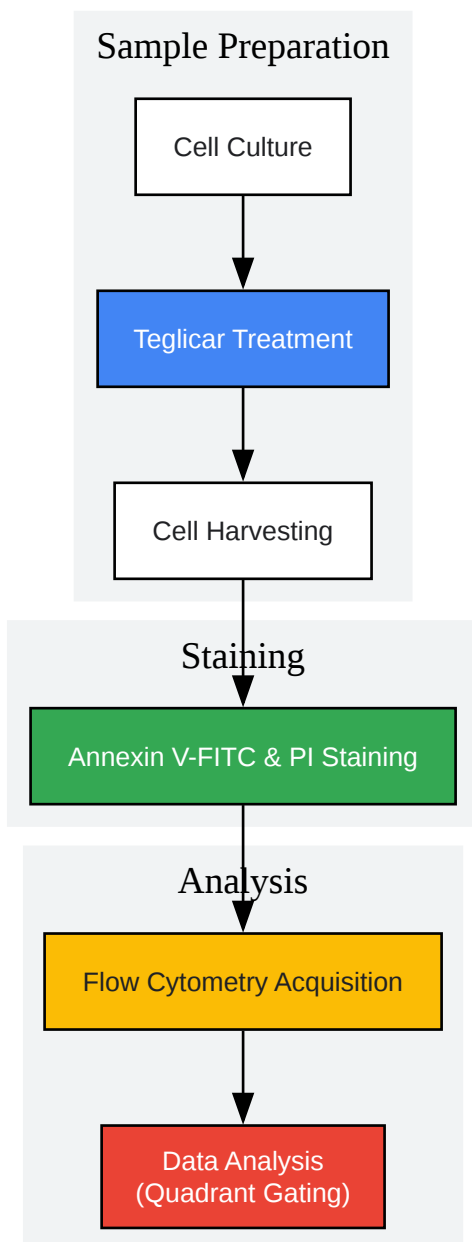 Sample Preparation
Cell Culture
Teglicar Treatment
Cell Harvesting
Staining
Annexin V-FITC & PI Staining
Analysis
Flow Cytometry Acquisition
Data Analysis
(Quadrant Gating)